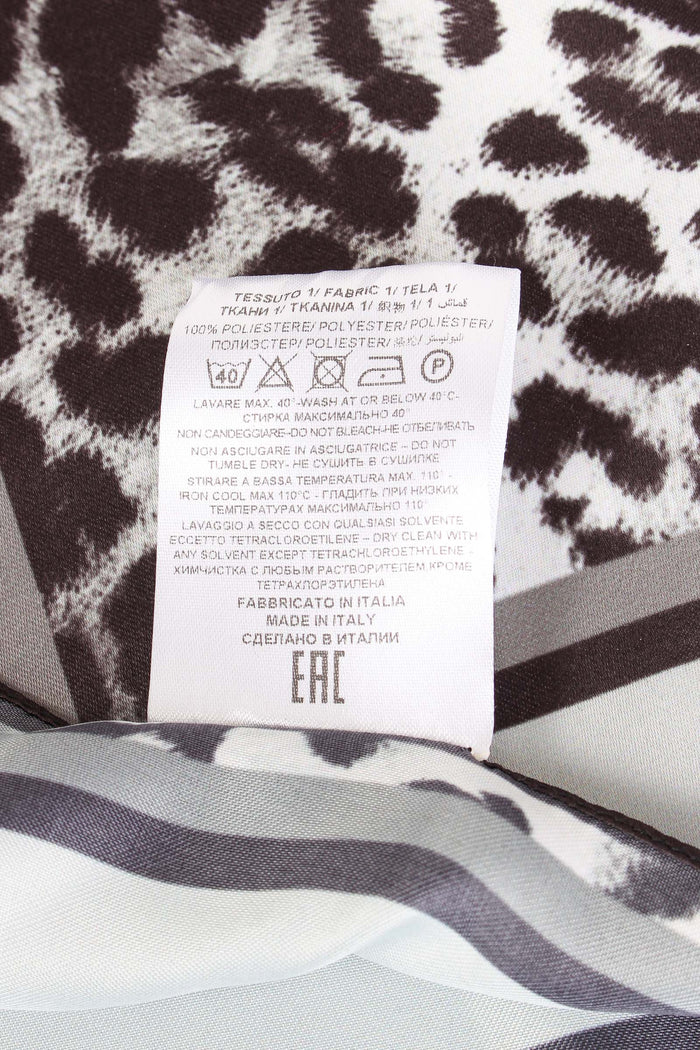 TESSUTO 1/ FABRIC 1/ TELA 1/
ТКАНИ 1/ TKANINA 1/ 织物 1/ قماش 1
100% POLIESTERE/ POLYESTER/ POLIÉSTER/
ПОЛИЭСТЕР/ POLIESTER/ بوليستر
40 P
LAVARE MAX. 40°-WASH AT OR BELOW 40°C-
СТИРКА МАКСИМАЛЬНО 40°
NON CANDEGGIARE-DO NOT BLEACH-НЕ ОТБЕЛИВАТЬ
NON ASCIUGARE IN ASCIUGATRICE - DO NOT
TUMBLE DRY- НЕ СУШИТЬ В СУШИЛКЕ
STIRARE A BASSA TEMPERATURA MAX. 110° -
IRON COOL MAX 110°C - ГЛАДИТЬ ПРИ НИЗКИХ
ТЕМПЕРАТУРАХ МАКСИМАЛЬНО 110°
LAVAGGIO A SECCO CON QUALSIASI SOLVENTE
ECCETTO TETRACLOROETILENE - DRY CLEAN WITH
ANY SOLVENT EXCEPT TETRACHLOROETHYLENE -
ХИМЧИСТКА С ЛЮБЫМ РАСТВОРИТЕЛЕМ КРОМЕ
ТЕТРАХЛОРЭТИЛЕНА
FABBRICATO IN ITALIA
MADE IN ITALY
СДЕЛАНО В ИТАЛИИ
EAC